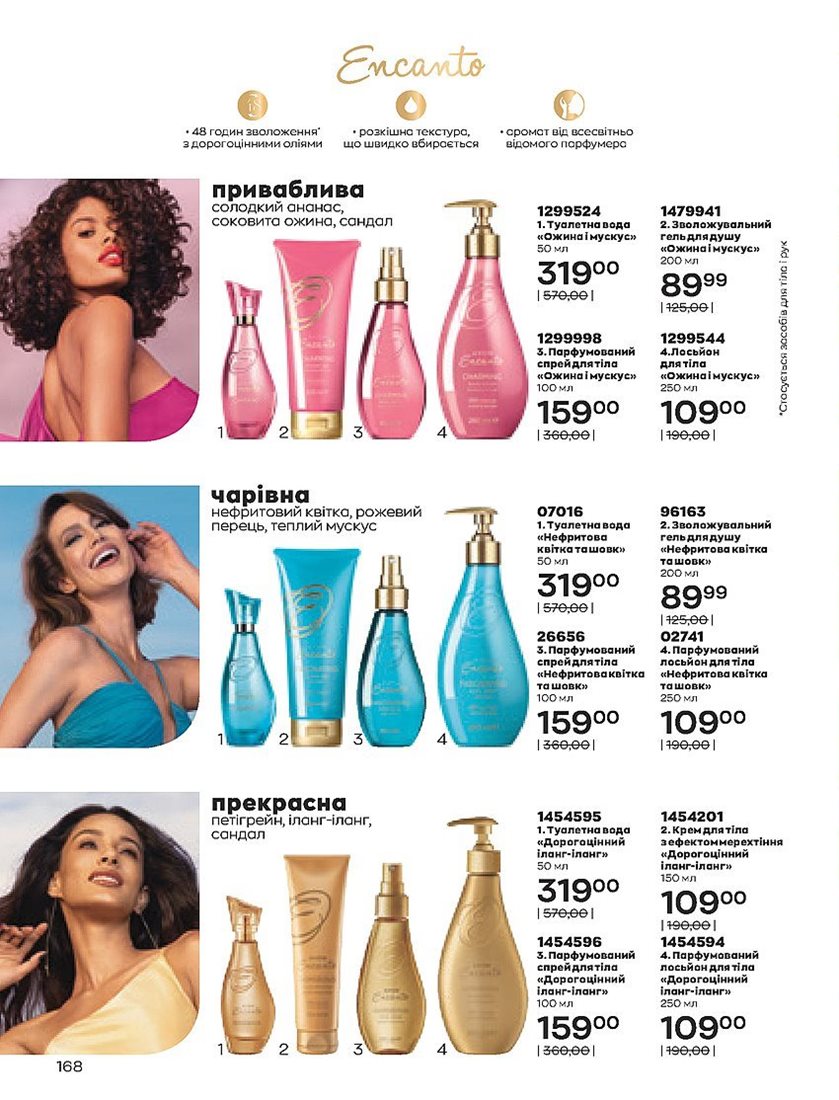 Encanto
48
• 48 годин зволоження*
з дорогоцінними оліями
• розкішна текстура,
що швидко вбирається
• аромат від всесвітньо
відомого парфумера
приваблива
солодкий ананас,
соковита ожина, сандал
1
2
3
4
Encanto
CHARMING
Encanto
CHARMING
1299524
1. Туалетна вода
«Ожина і мускус»
50 мл
319⁰⁰
|570,00|
1479941
2. Зволожувальний
гель для душу
«Ожина і мускус»
200 мл
89⁹⁹
|125,00|
1299998
3. Парфумований
спрей для тіла
«Ожина і мускус»
100 мл
159⁰⁰
|360,00|
1299544
4. Лосьйон
для тіла
«Ожина і мускус»
250 мл
109⁰⁰
|190,00|
*Стосується засобів для тіла і рук
чарівна
нефритовий квітка, рожевий
перець, теплий мускус
1
2
3
4
Encanto
Encanto
07016
1. Туалетна вода
«Нефритова
квітка та шовк»
50 мл
319⁰⁰
|570,00|
96163
2. Зволожувальний
гель для душу
«Нефритова квітка
та шовк»
200 мл
89⁹⁹
|125,00|
26656
3. Парфумований
спрей для тіла
«Нефритова квітка
та шовк»
100 мл
159⁰⁰
|360,00|
02741
4. Парфумований
лосьйон для тіла
«Нефритова квітка
та шовк»
250 мл
109⁰⁰
|190,00|
прекрасна
петігрейн, іланг-іланг,
сандал
1
2
3
4
Encanto
Encanto
1454595
1. Туалетна вода
«Дорогоцінний
іланг-іланг»
50 мл
319⁰⁰
|570,00|
1454201
2. Крем для тіла
з ефектом мерехтіння
«Дорогоцінний
іланг-іланг»
150 мл
109⁰⁰
|190,00|
1454596
3. Парфумований
спрей для тіла
«Дорогоцінний
іланг-іланг»
100 мл
159⁰⁰
|360,00|
1454594
4. Парфумований
лосьйон для тіла
«Дорогоцінний
іланг-іланг»
250 мл
109⁰⁰
|190,00|
168